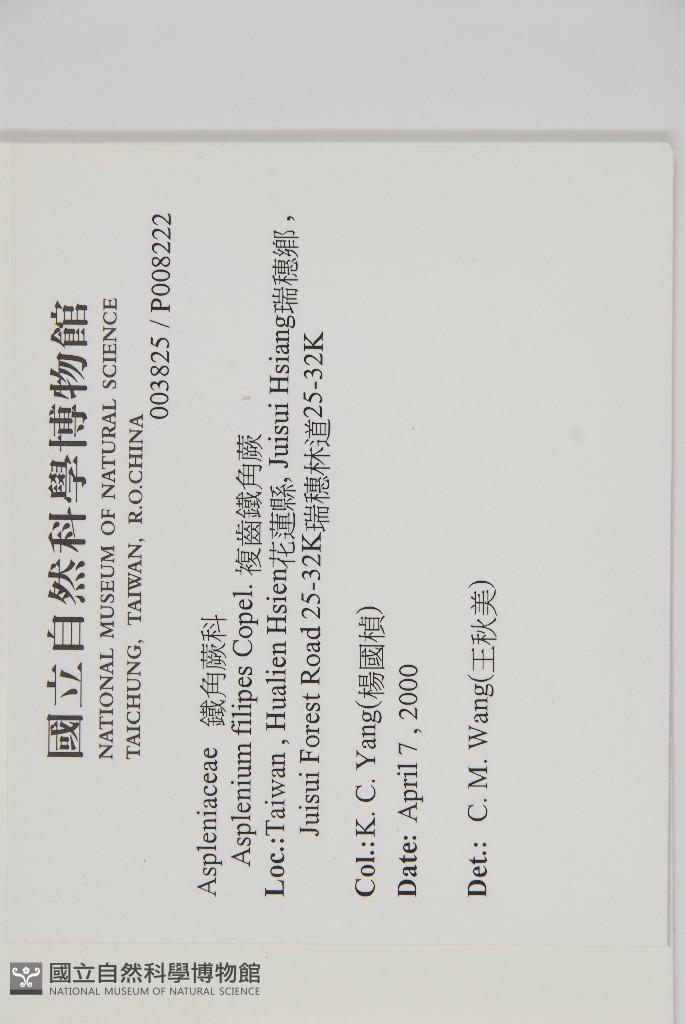 國立自然科學博物館
NATIONAL MUSEUM OF NATURAL SCIENCE
TAICHUNG, TAIWAN, R.O.CHINA
003825 / P008222
Aspleniaceae 鐵角蕨科
Asplenium filipes Copel. 複齒鐵角蕨
Loc.:Taiwan , Hualien Hsien花蓮縣, Juisui Hsiang瑞穗鄉 ,
Juisui Forest Road 25-32K瑞穗林道25-32K
Col.:K. C. Yang(楊國楨)
Date: April 7 , 2000
Det.: C. M. Wang(王秋美)
國立自然科學博物館
NATIONAL MUSEUM OF NATURAL SCIENCE